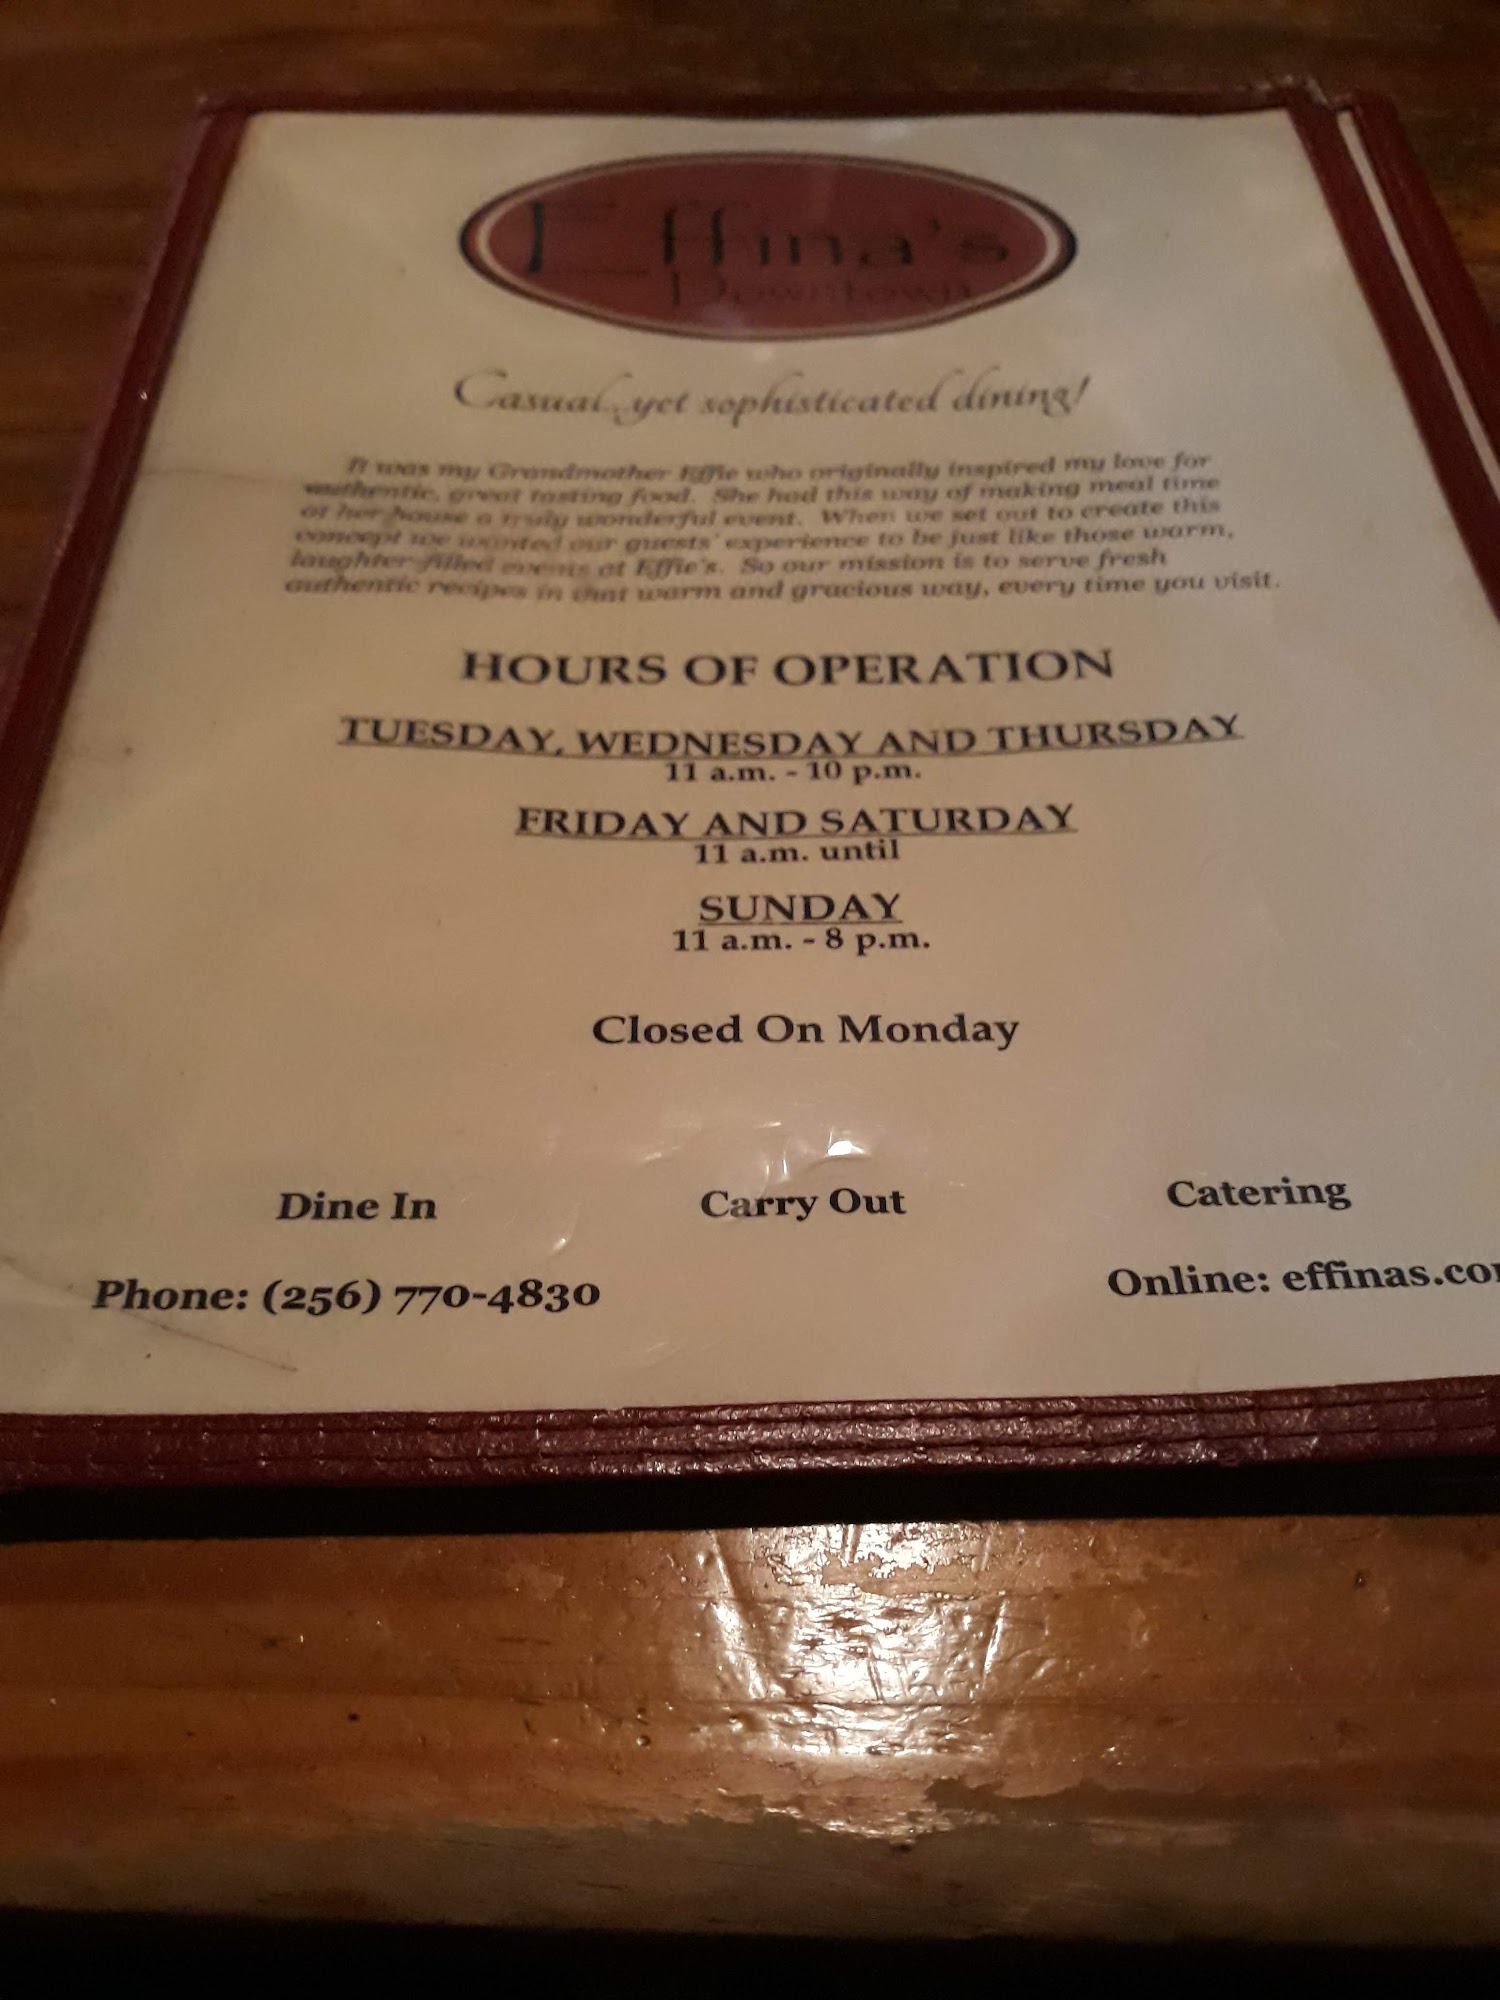 Effina's
Downtown
Casual, yet sophisticated dining!
It was my Grandmother Effie who originally inspired my love for
authentic, great tasting food. She had this way of making meal time
at her house a truly wonderful event. When we set out to create this
concept we wanted our guests' experience to be just like those warm,
laughter-filled events at Effie's. So our mission is to serve fresh
authentic recipes in that warm and gracious way, every time you visit.
HOURS OF OPERATION
TUESDAY, WEDNESDAY AND THURSDAY
11 a.m. - 10 p.m.
FRIDAY AND SATURDAY
11 a.m. until
SUNDAY
11 a.m. - 8 p.m.
Closed On Monday
Dine In Carry Out Catering
Phone: (256) 770-4830 Online: effinas.co